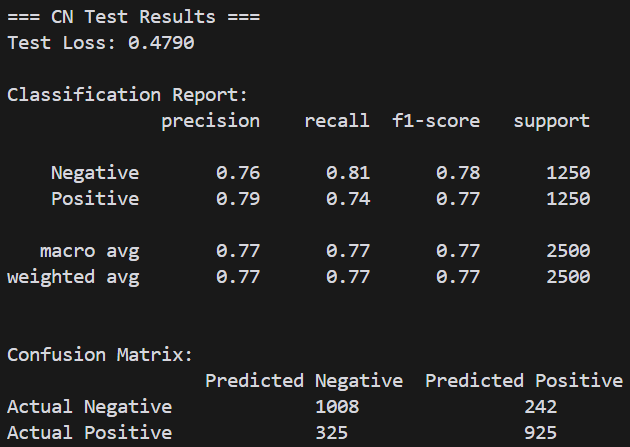 === CN Test Results ===
Test Loss: 0.4790
Classification Report:
precision recall f1-score support
Negative 0.76 0.81 0.78 1250
Positive 0.79 0.74 0.77 1250
macro avg 0.77 0.77 0.77 2500
weighted avg 0.77 0.77 0.77 2500
Confusion Matrix:
Predicted Negative Predicted Positive
Actual Negative 1008 242
Actual Positive 325 925